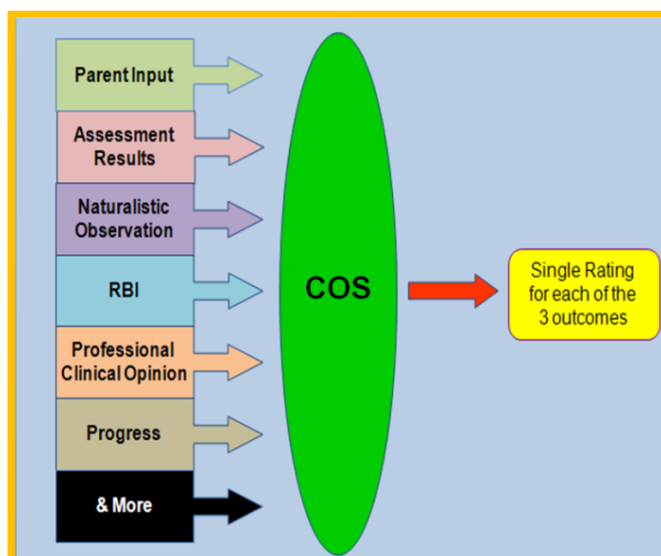 Parent Input
Assessment
Results
Naturalistic
Observation
RBI
Professional
Clinical Opinion
Progress
& More
COS
Single Rating
for each of the
3 outcomes